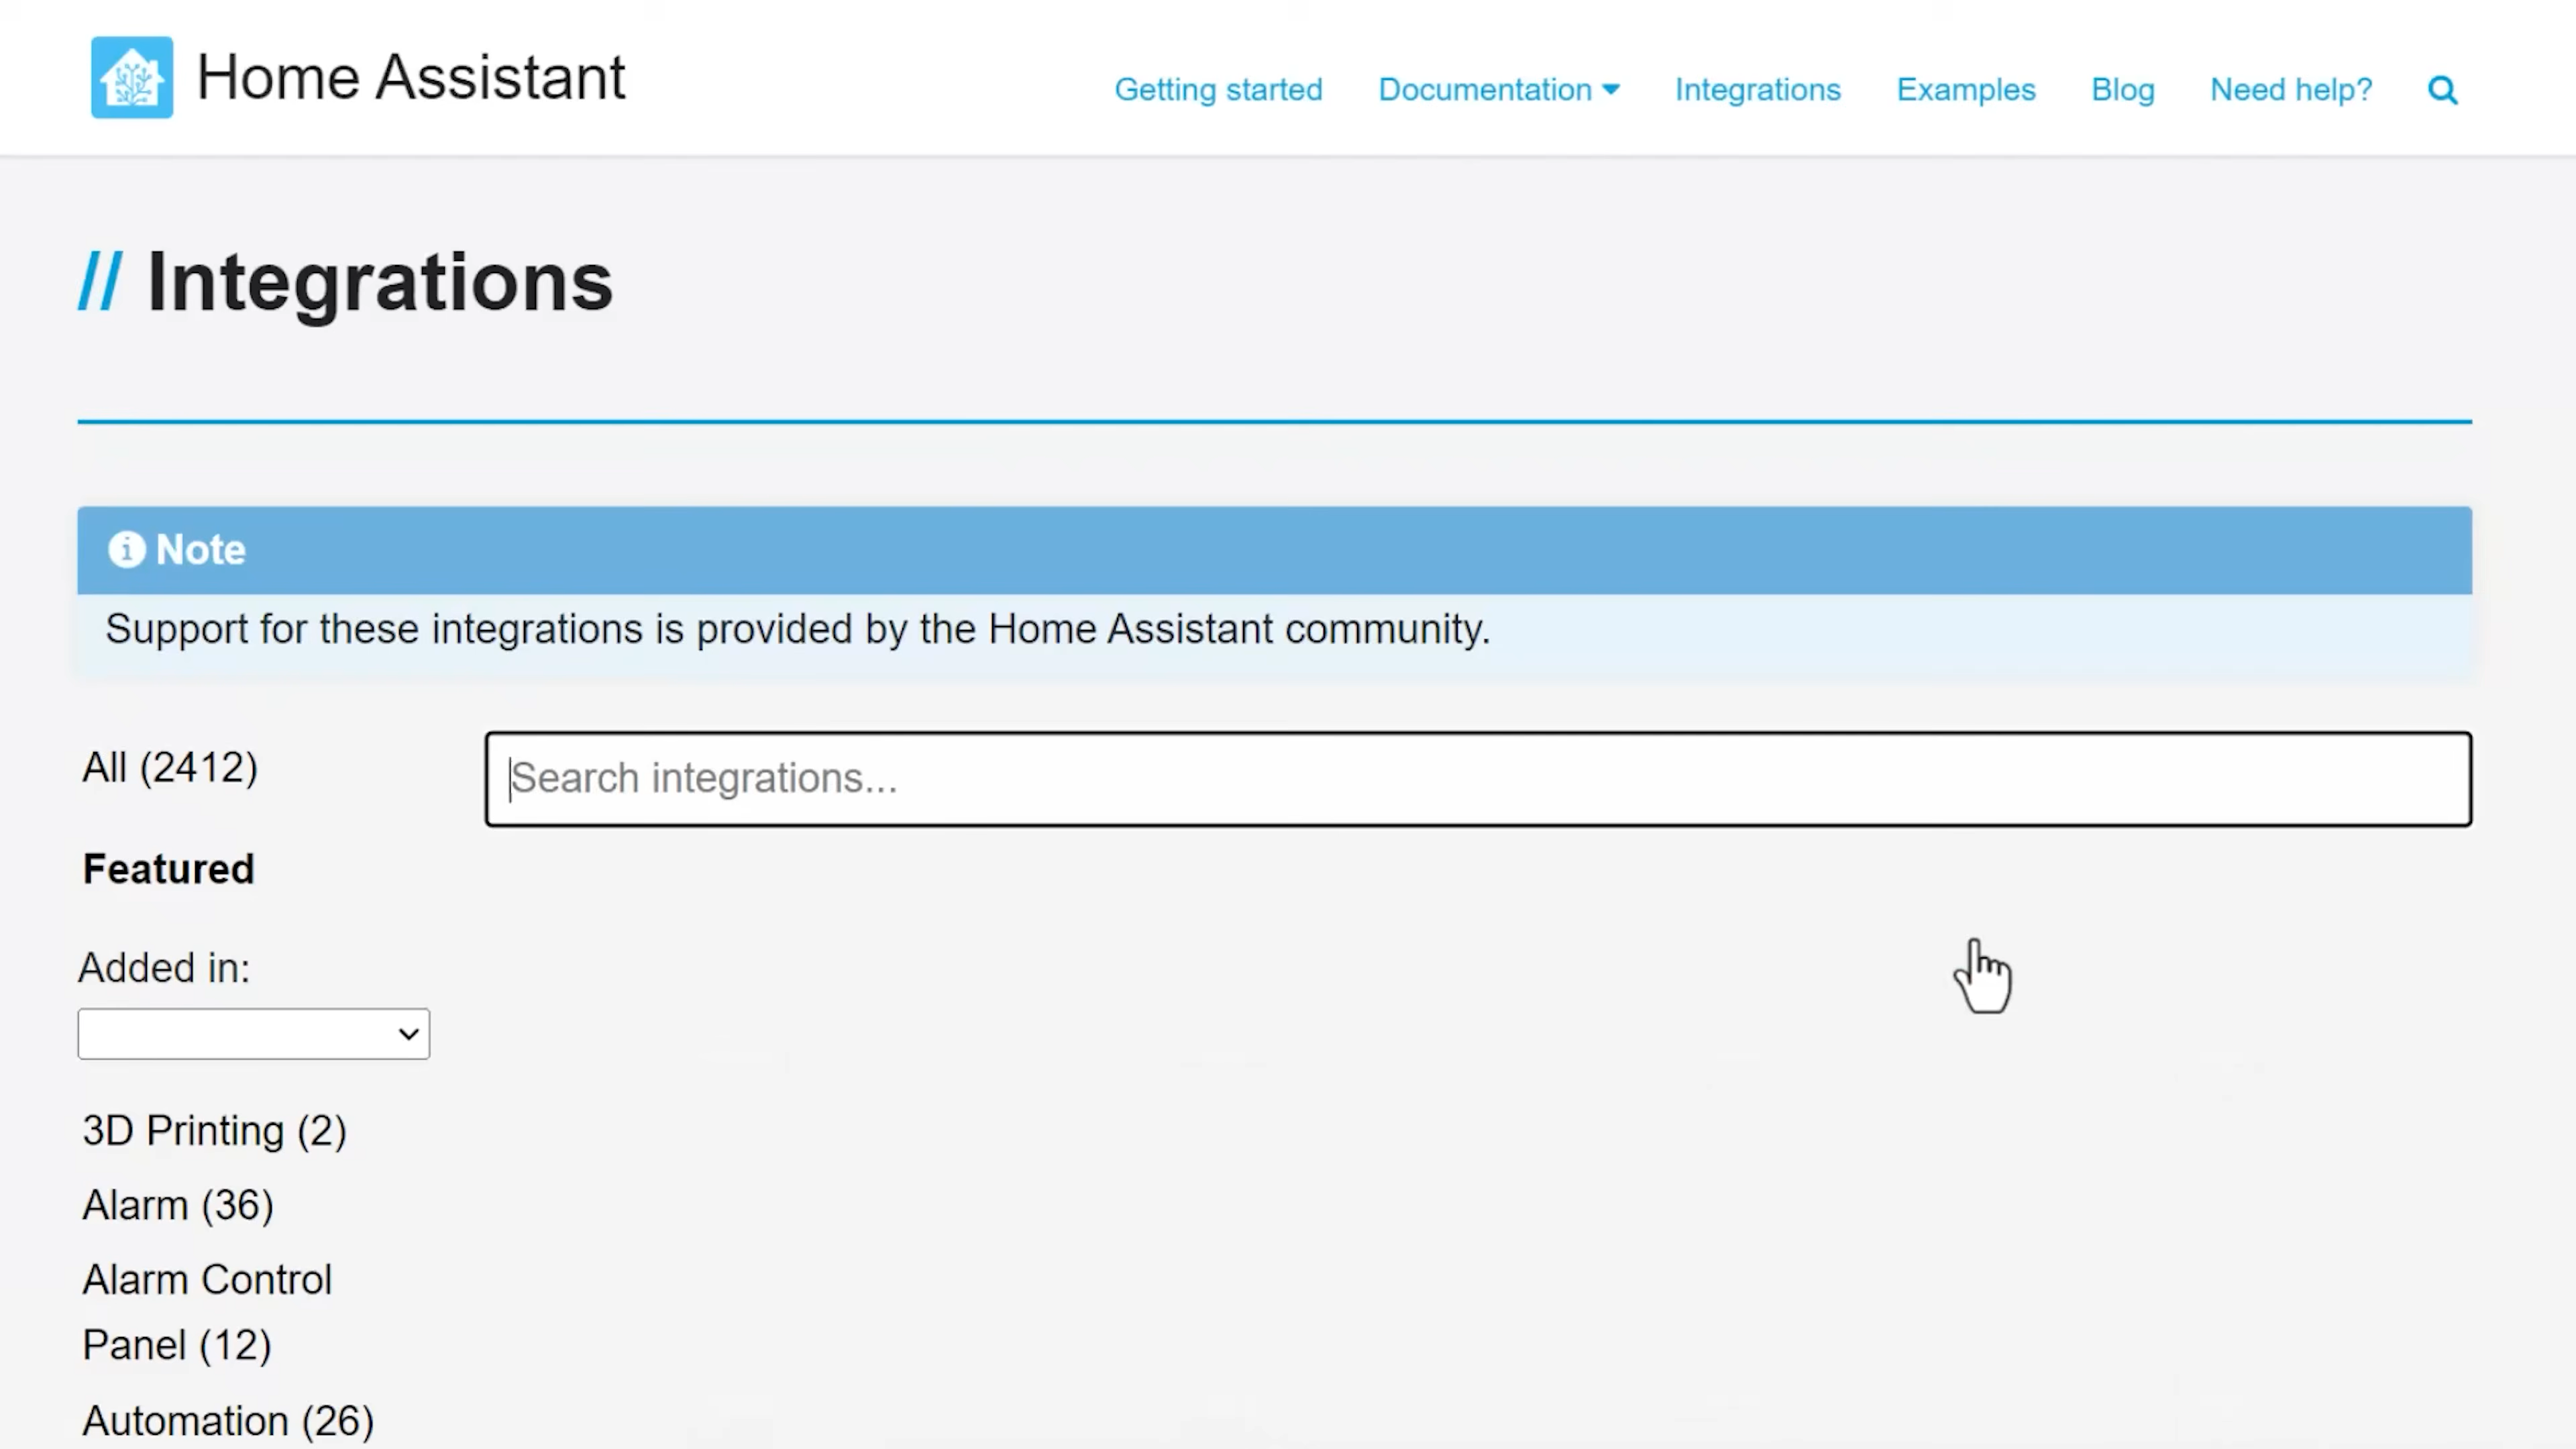 Home Assistant
Getting started
Documentation
Integrations
Examples
Blog
Need help?
// Integrations
Note
Support for these integrations is provided by the Home Assistant community.
All (2412)
Search integrations...
Featured
Added in:
3D Printing (2)
Alarm (36)
Alarm Control
Panel (12)
Automation (26)